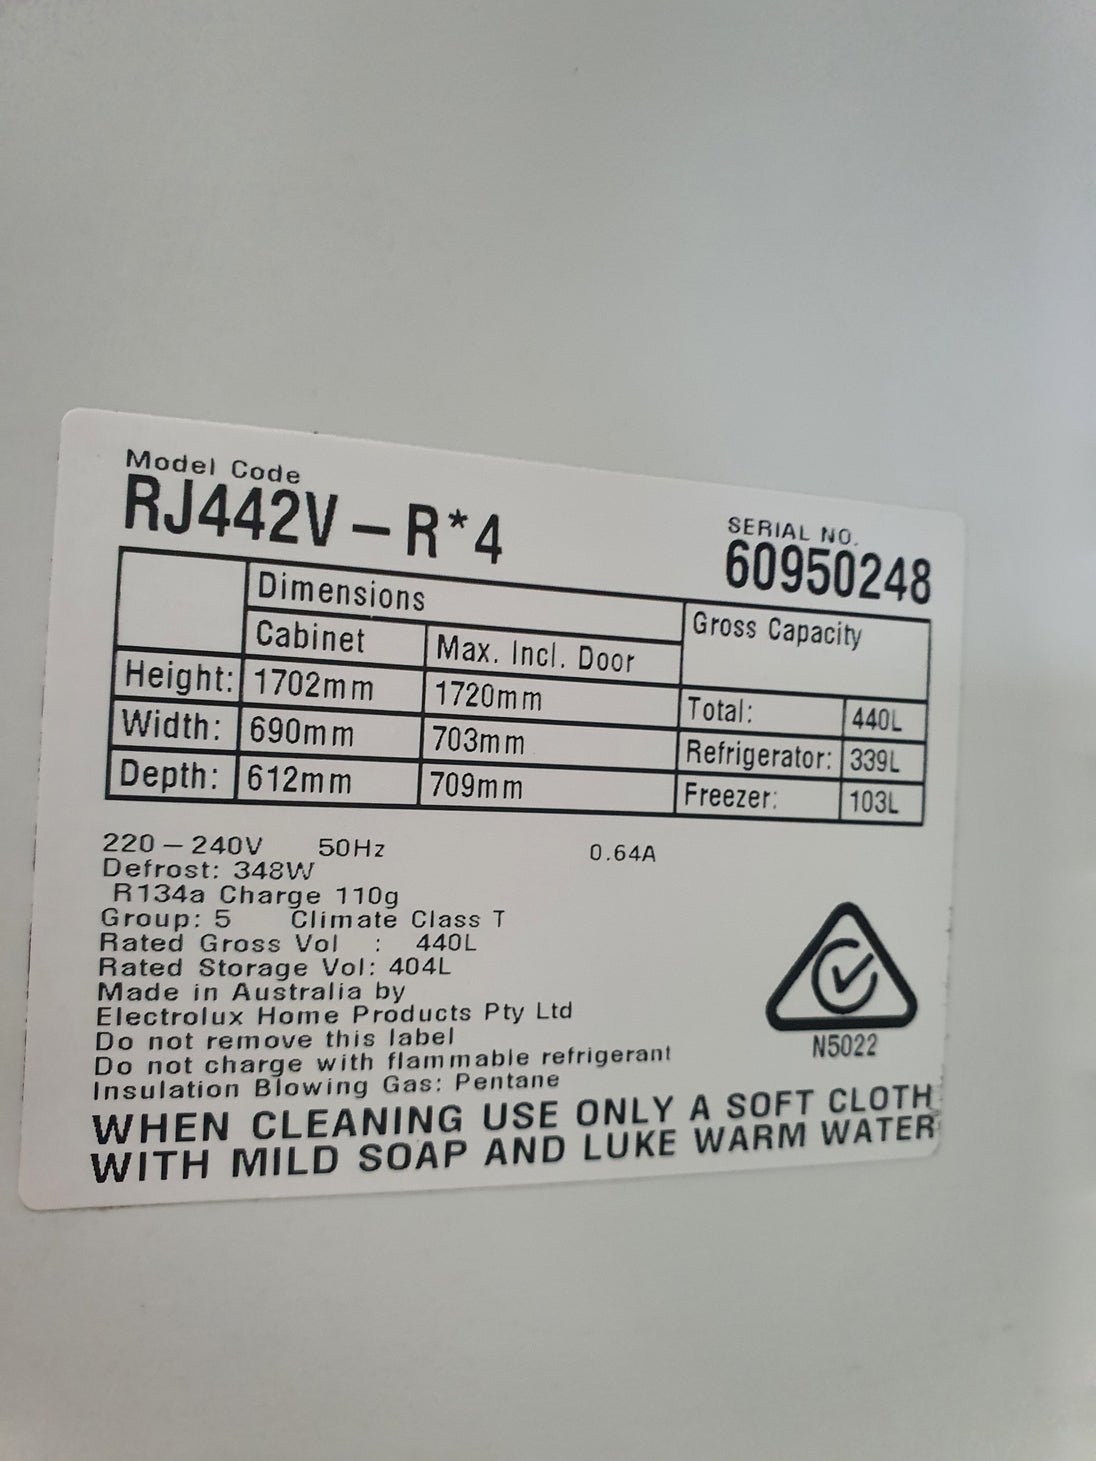 Model Code
RJ442V – R*4
SERIAL NO.
60950248
Dimensions
Gross Capacity
Cabinet
Max. Incl. Door
Height: 1702mm 1720mm Total: 440L
Width: 690mm 703mm Refrigerator: 339L
Depth: 612mm 709mm Freezer: 103L
220 – 240V 50Hz 0.64A
Defrost: 348W
R134a Charge 110g
Group: 5 Climate Class T
Rated Gross Vol : 440L
Rated Storage Vol: 404L
Made in Australia by
Electrolux Home Products Pty Ltd
Do not remove this label
Do not charge with flammable refrigerant
Insulation Blowing Gas: Pentane
N5022
WHEN CLEANING USE ONLY A SOFT CLOTH
WITH MILD SOAP AND LUKE WARM WATER